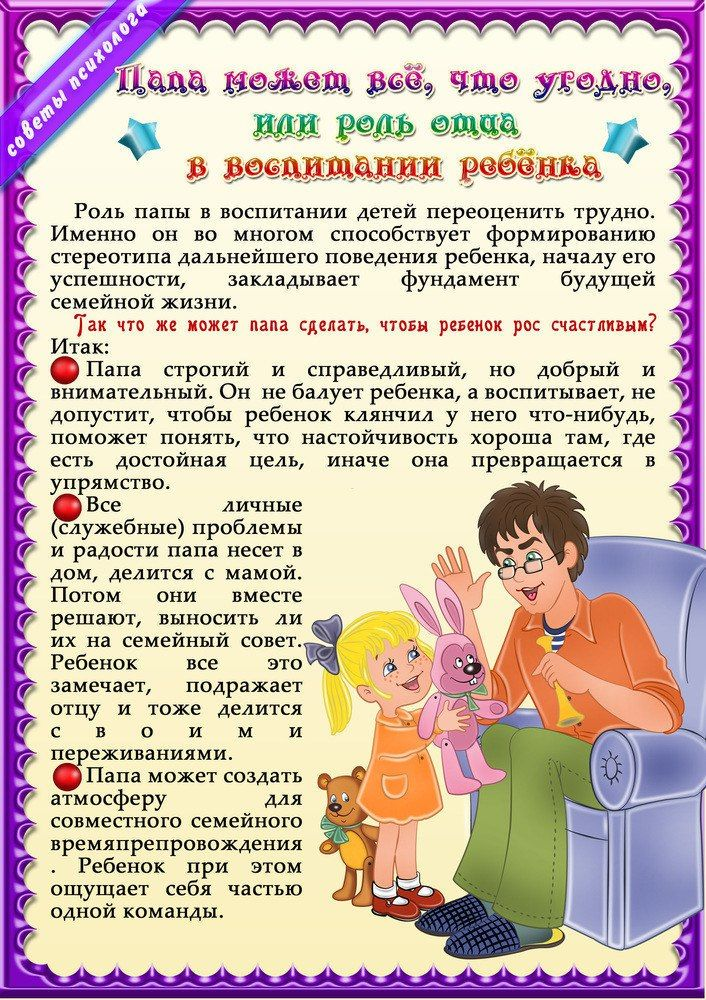 советы психолога
Папа может всё, что угодно,
или роль отца
в воспитании ребёнка
Роль папы в воспитании детей переоценить трудно.
Именно он во многом способствует формированию
стереотипа дальнейшего поведения ребенка, началу его
успешности, закладывает фундамент будущей
семейной жизни.
Так что же может папа сделать, чтобы ребенок рос счастливым?
Итак:
Папа строгий и справедливый, но добрый и
внимательный. Он не балует ребенка, а воспитывает, не
допустит, чтобы ребенок клянчил у него что-нибудь,
поможет понять, что настойчивость хороша там, где
есть достойная цель, иначе она превращается в
упрямство.
Все личные
(служебные) проблемы
и радости папа несет в
дом, делится с мамой.
Потом они вместе
решают, выносить ли
их на семейный совет.
Ребенок все это
замечает, подражает
отцу и тоже делится
своими
переживаниями.
Папа может создать
атмосферу для
совместного семейного
времяпрепровождения
. Ребенок при этом
ощущает себя частью
одной команды.